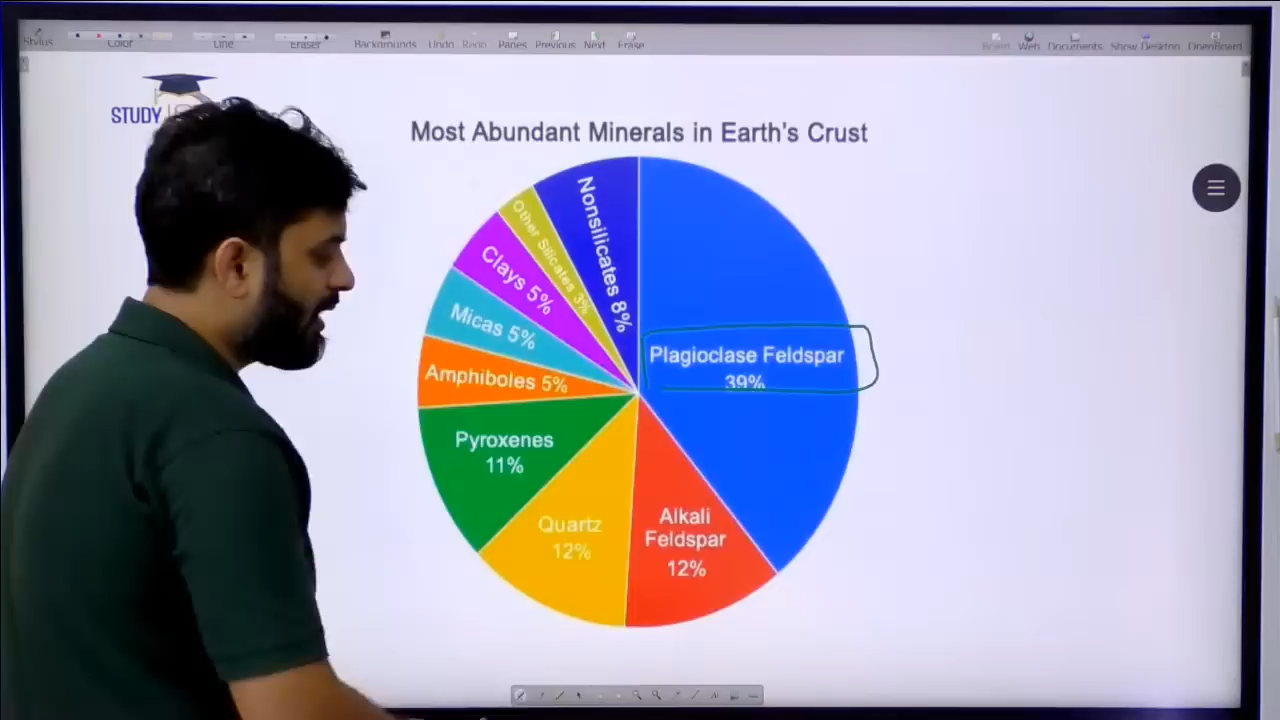 Stylus Color Line Eraser Backgrounds Undo Redo Pages Previous Next Erase Board Web Documents Show Desktop OpenBoard
STUDY
Most Abundant Minerals in Earth's Crust
Nonsilicates 8%
Other Silicates 3%
Clays 5%
Micas 5%
Amphiboles 5%
Pyroxenes
11%
Quartz
12%
Alkali
Feldspar
12%
Plagioclase Feldspar
39%